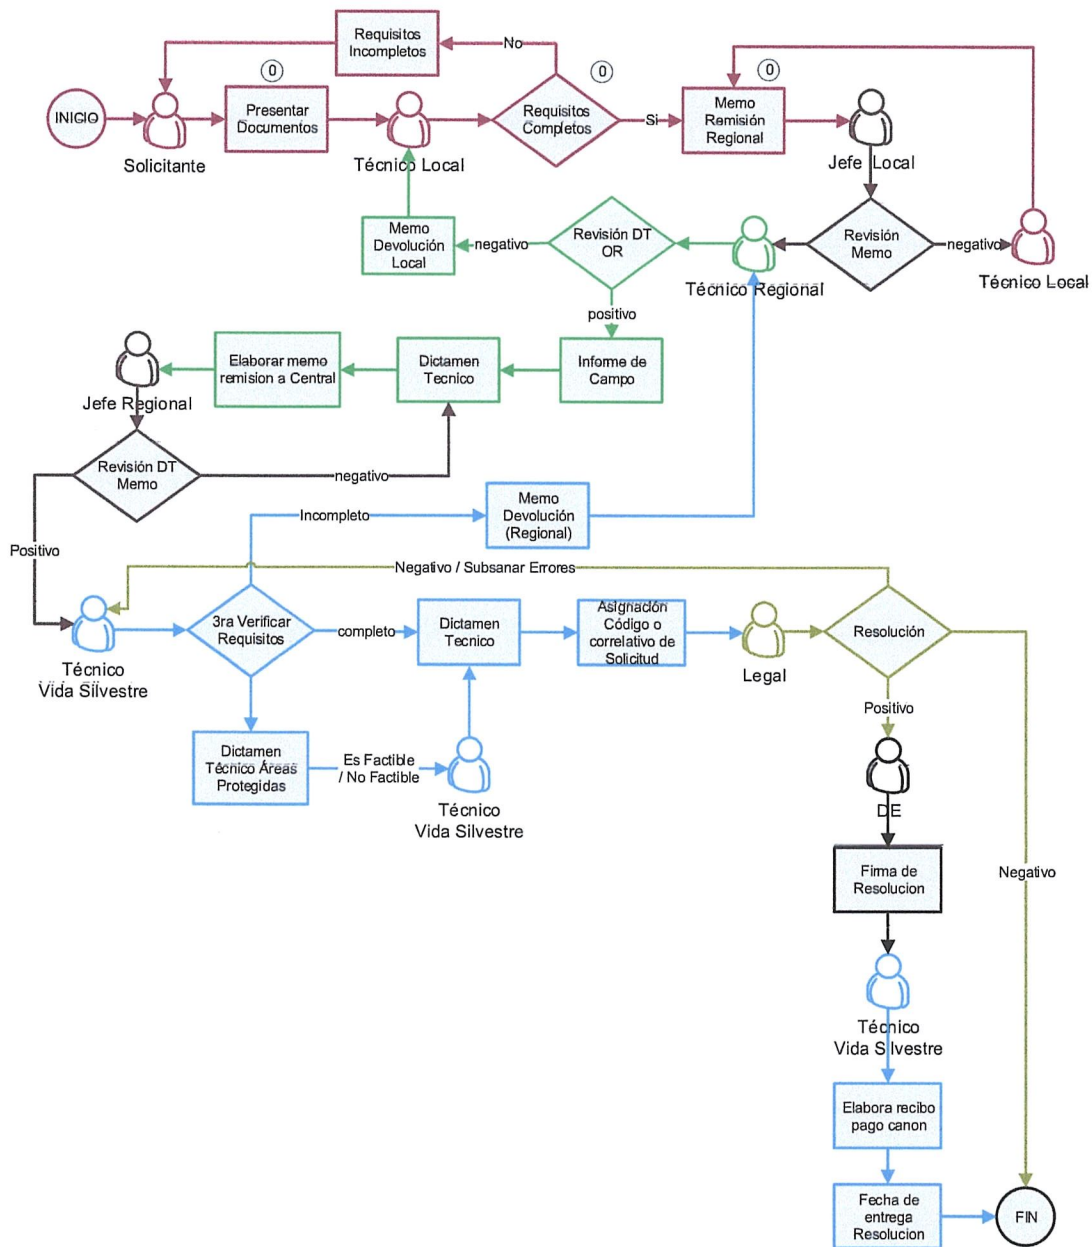 Requisitos
Incompletos
No
0
0
0
INICIO
Presentar
Documentos
Requisitos
Completos
Si
Memo
Remisión
Regional
Solicitante
Técnico Local
Jefe Local
Memo
Devolución
Local
negativo
Revisión DT
OR
Revisión
Memo
negativo
Técnico Regional
Técnico Local
positivo
Elaborar memo
remision a Central
Dictamen
Tecnico
Informe de
Campo
Jefe Regional
Revisión DT
Memo
negativo
Incompleto
Memo
Devolución
(Regional)
Positivo
Negativo / Subsanar Errores
3ra Verificar
Requisitos
completo
Dictamen
Tecnico
Asignación
Código o
correlativo de
Solicitud
Resolución
Técnico
Vida Silvestre
Legal
Positivo
Dictamen
Técnico Áreas
Protegidas
Es Factible
/ No Factible
Técnico
Vida Silvestre
DE
Firma de
Resolucion
Negativo
Técnico
Vida Silvestre
Elabora recibo
pago canon
Fecha de
entrega
Resolucion
FIN